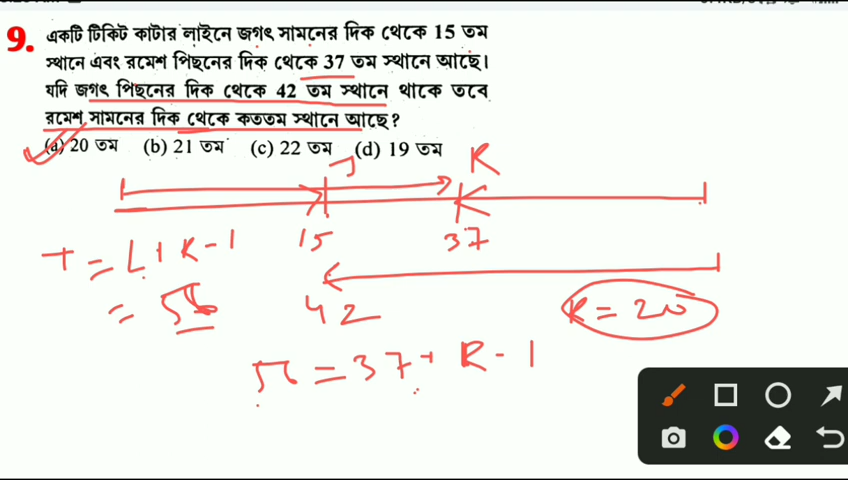 9. একটি টিকিট কাটার লাইনে জগৎ সামনের দিক থেকে 15 তম
স্থানে এবং রমেশ পিছনের দিক থেকে 37 তম স্থানে আছে।
যদি জগৎ পিছনের দিক থেকে 42 তম স্থানে থাকে তবে
রমেশ সামনের দিক থেকে কততম স্থানে আছে?
(a) 20 তম (b) 21 তম (c) 22 তম (d) 19 তম
J R
15 37
T = L + R - 1
= 56
42
R = 20
56 = 37 + R - 1